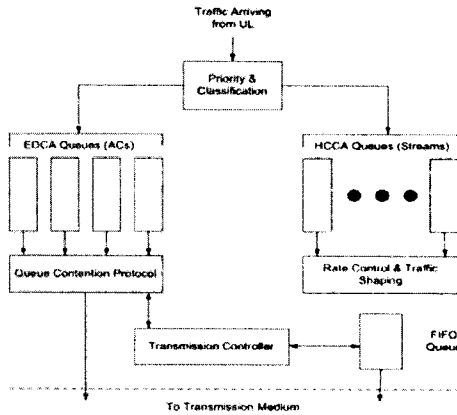 Traffic Arriving
from UL
Priority &
Classification
EDCA Queues (ACs)
HCCA Queues (Streams)
Queue Contention Protocol
Rate Control & Traffic
Shaping
Transmission Controller
FIFO
Queue
To Transmission Medium